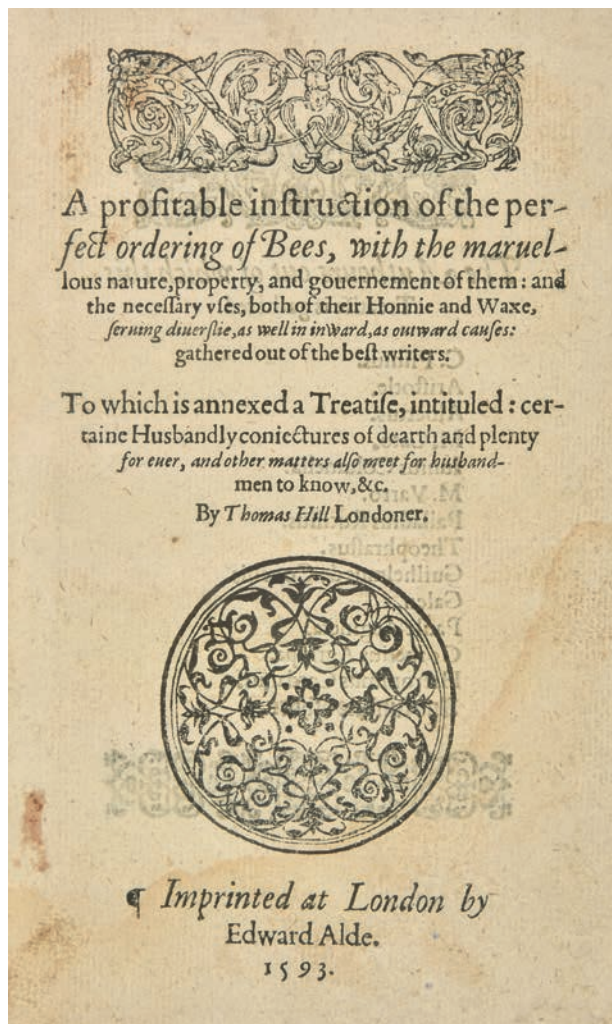 A profitable inſtruction of the per-
fect ordering of Bees, with the maruel-
lous nature, property, and gouernement of them: and
the neceſſary vſes, both of their Honnie and Waxe,
ſeruing diuerſlie, as well in inward, as outward cauſes:
gathered out of the beſt writers.
To which is annexed a Treatiſe, intituled: cer-
taine Husbandly coniectures of dearth and plenty
for euer, and other matters alſo meet for husband-
men to know, &c.
By Thomas Hill Londoner.
¶ Imprinted at London by
Edward Alde.
1593.